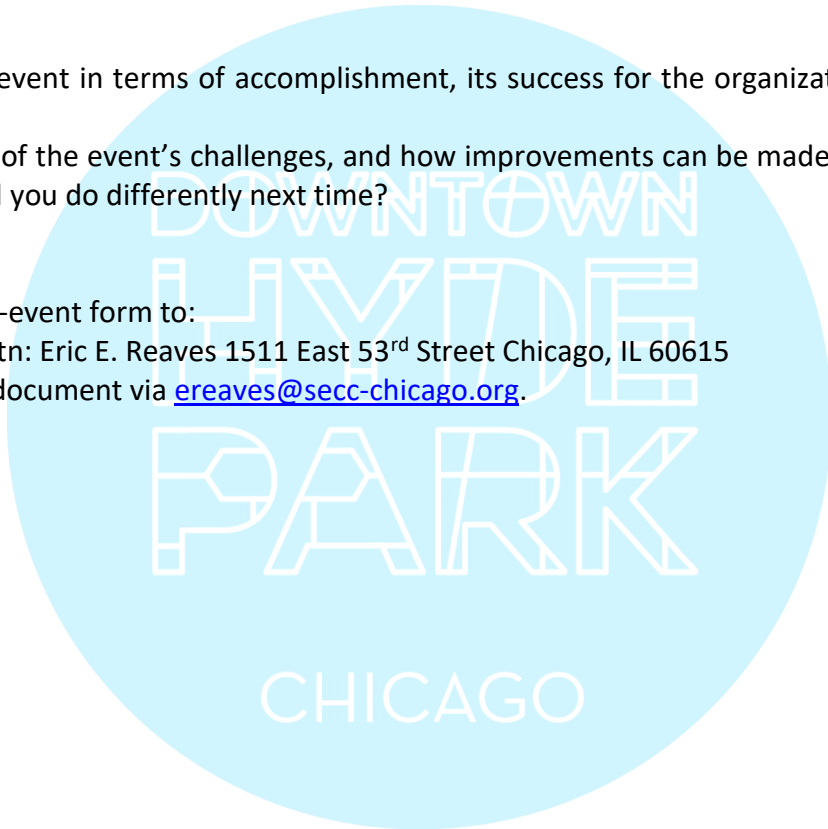 event in terms of accomplishment, its success for the organizat
of the event’s challenges, and how improvements can be made
you do differently next time?
DOWNTOWN
HYDE
-event form to:
tn: Eric E. Reaves 1511 East 53rd Street Chicago, IL 60615
document via ereaves@secc-chicago.org.
PARK
CHICAGO